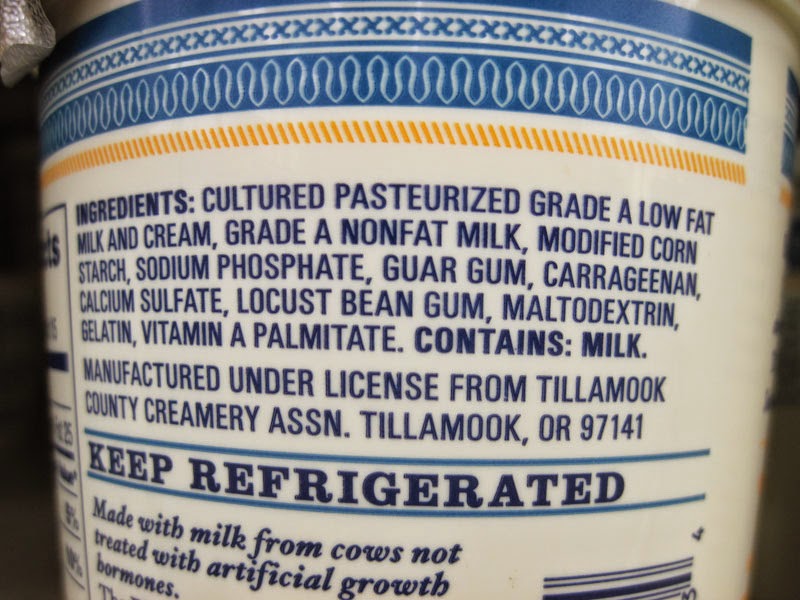 INGREDIENTS: CULTURED PASTEURIZED GRADE A LOW FAT
MILK AND CREAM, GRADE A NONFAT MILK, MODIFIED CORN
STARCH, SODIUM PHOSPHATE, GUAR GUM, CARRAGEENAN,
CALCIUM SULFATE, LOCUST BEAN GUM, MALTODEXTRIN,
GELATIN, VITAMIN A PALMITATE. CONTAINS: MILK.
MANUFACTURED UNDER LICENSE FROM TILLAMOOK
COUNTY CREAMERY ASSN. TILLAMOOK, OR 97141
KEEP REFRIGERATED
Made with milk from cows not
treated with artificial growth
hormones.